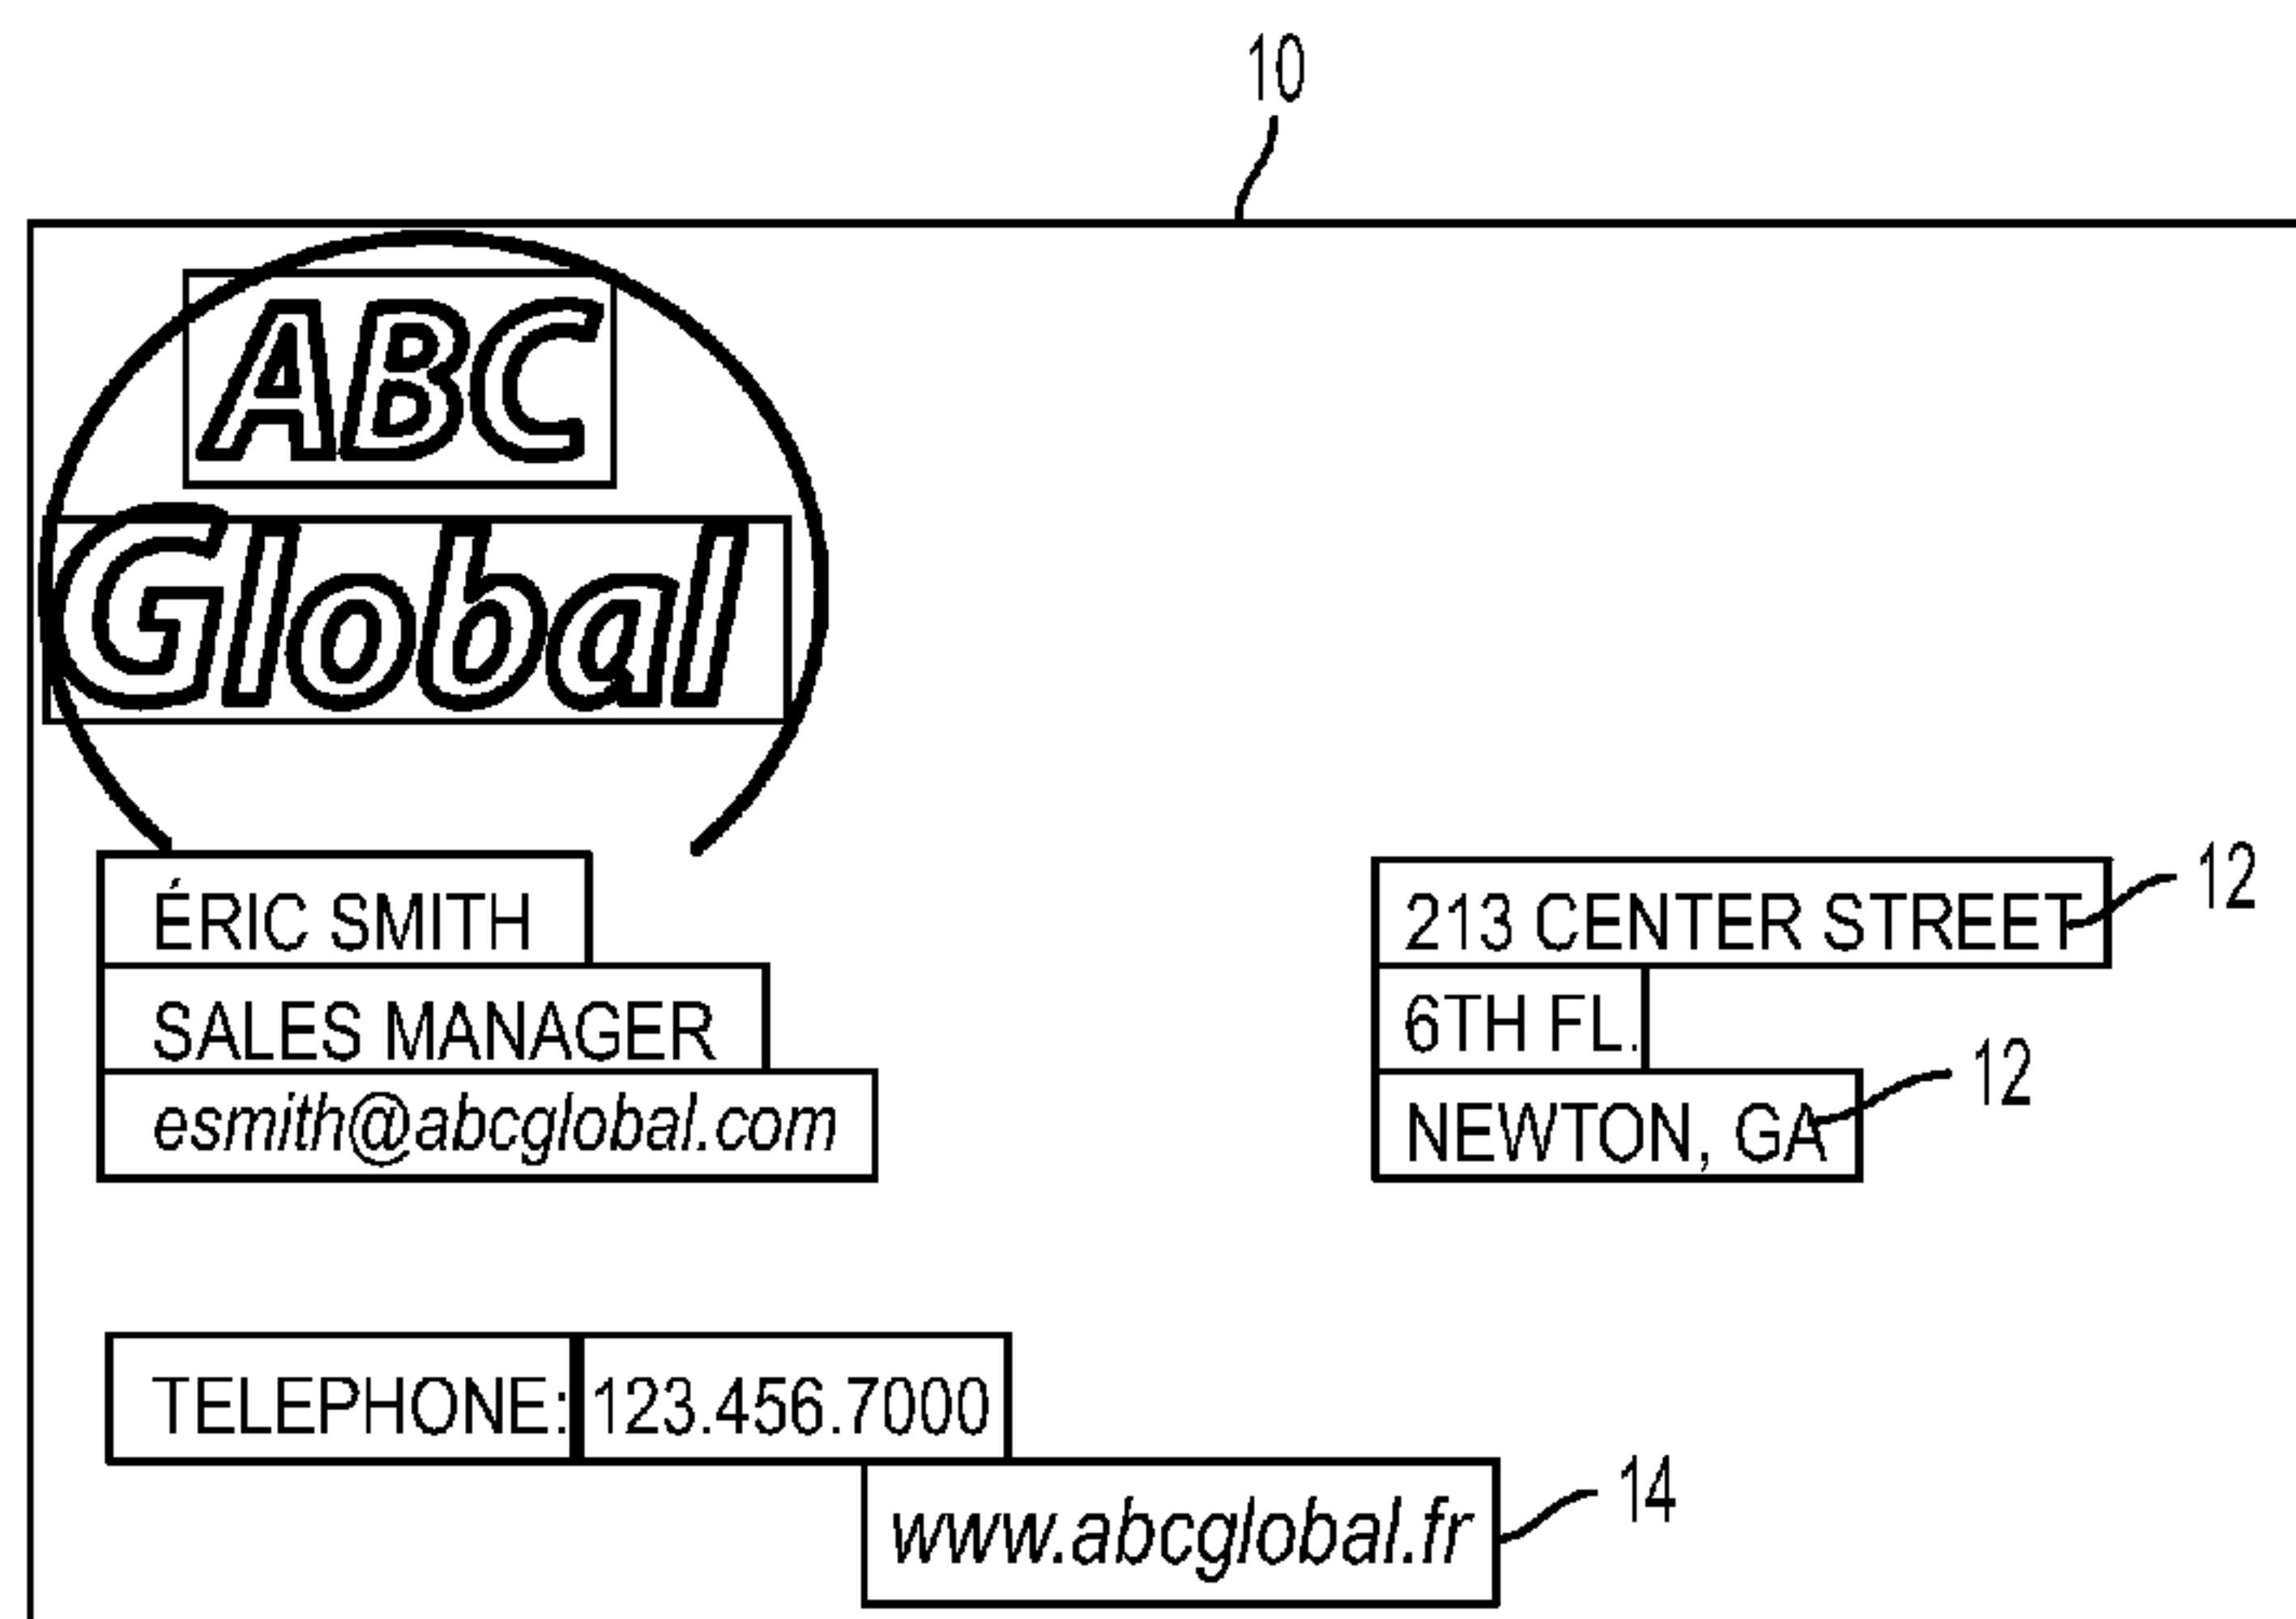 10
ABC
Global
ÉRIC SMITH
SALES MANAGER
esmith@abcglobal.com
213 CENTER STREET 12
6TH FL.
NEWTON, GA 12
TELEPHONE: 123.456.7000
www.abcglobal.fr 14